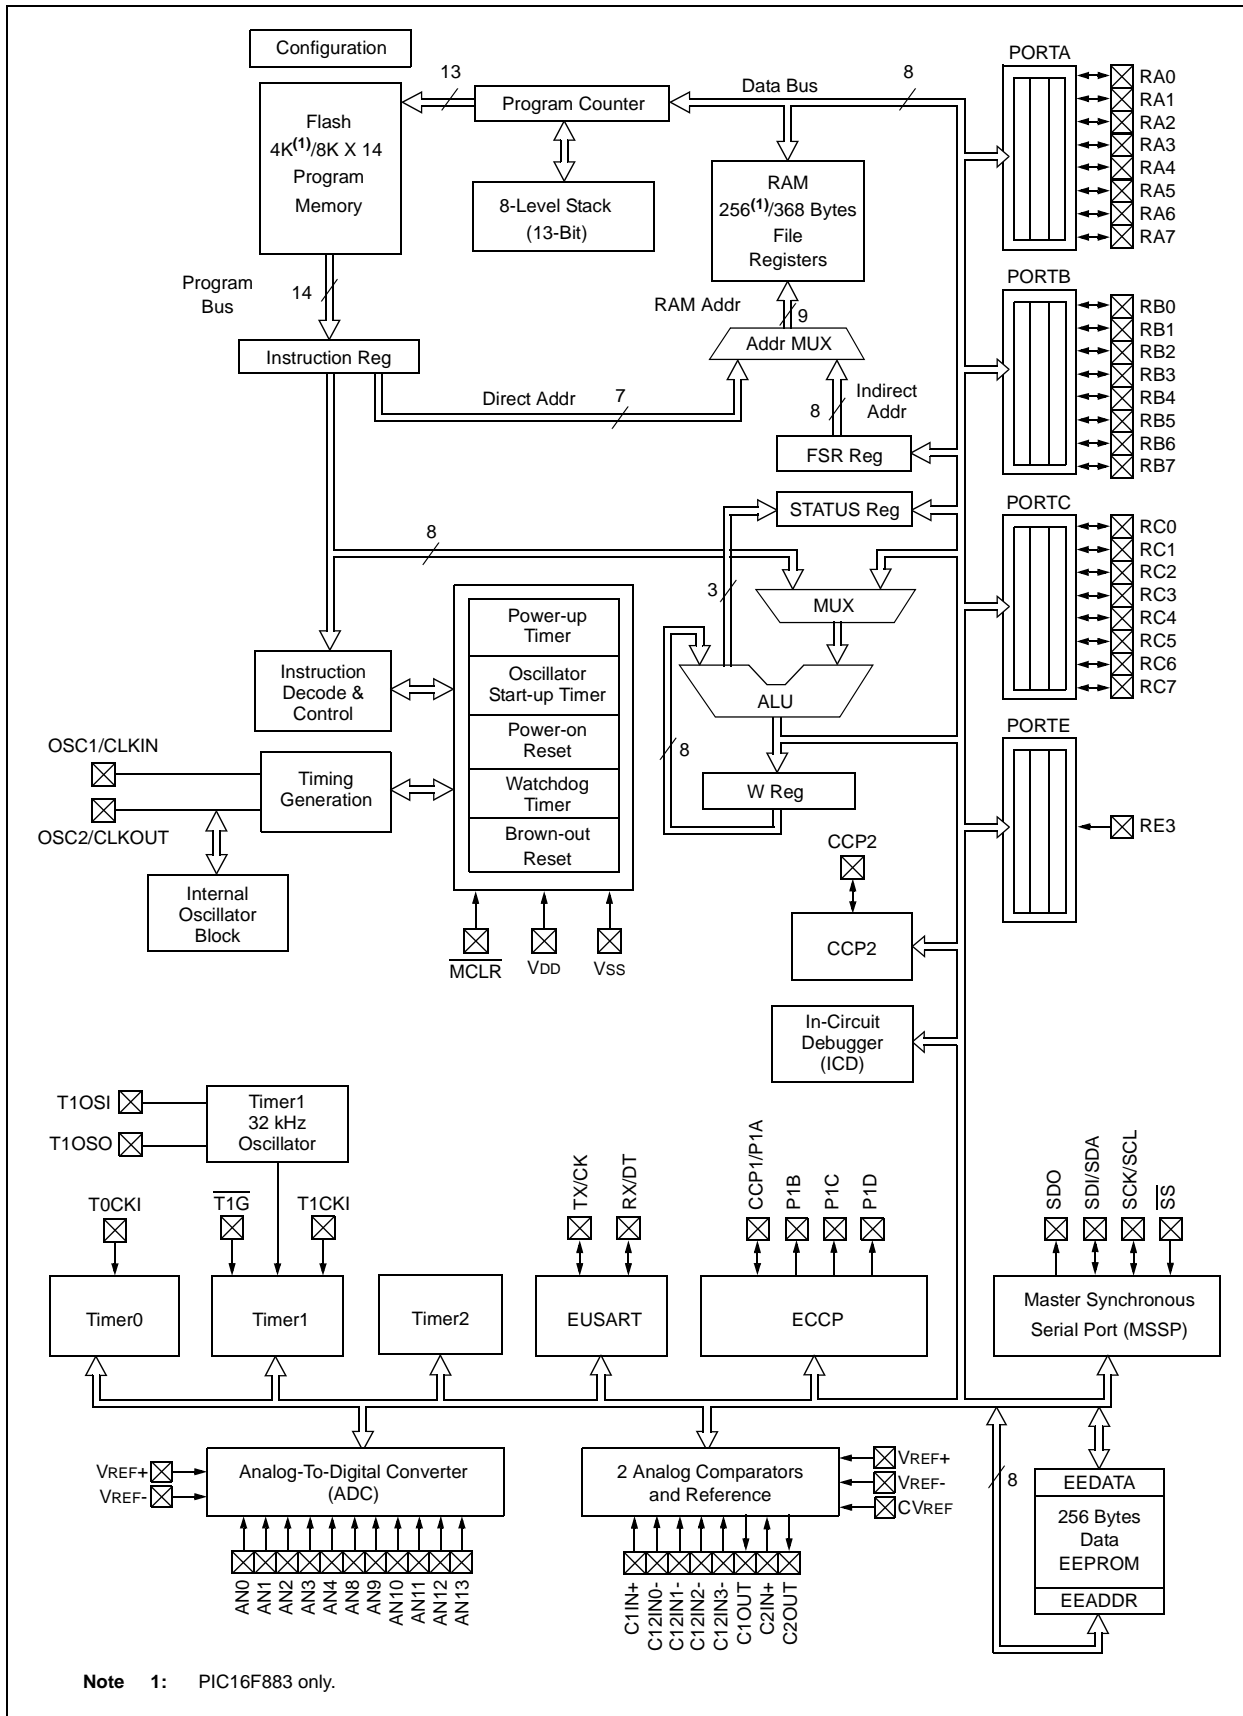 Configuration
PORTA
13
Data Bus
8
Program Counter
RA0
RA1
RA2
RA3
RA4
RA5
RA6
RA7
Flash
4K(1)/8K X 14
Program
Memory
8-Level Stack
(13-Bit)
RAM
256(1)/368 Bytes
File
Registers
Program
Bus
14
RAM Addr
9
PORTB
RB0
RB1
RB2
RB3
RB4
RB5
RB6
RB7
Instruction Reg
Addr MUX
Direct Addr
7
8
Indirect
Addr
FSR Reg
STATUS Reg
PORTC
RC0
RC1
RC2
RC3
RC4
RC5
RC6
RC7
8
3
MUX
Power-up
Timer
Oscillator
Start-up Timer
Power-on
Reset
Watchdog
Timer
Brown-out
Reset
Instruction
Decode &
Control
ALU
8
W Reg
PORTE
RE3
OSC1/CLKIN
OSC2/CLKOUT
Timing
Generation
Internal
Oscillator
Block
MCLR
VDD
VSS
CCP2
CCP2
In-Circuit
Debugger
(ICD)
T1OSI
T1OSO
Timer1
32 kHz
Oscillator
T0CKI
T1G
T1CKI
TX/CK
RX/DT
CCP1/P1A
P1B
P1C
P1D
SDO
SDI/SDA
SCK/SCL
SS
Timer0
Timer1
Timer2
EUSART
ECCP
Master Synchronous
Serial Port (MSSP)
VREF+
VREF-
Analog-To-Digital Converter
(ADC)
2 Analog Comparators
and Reference
VREF+
VREF-
CVREF
8
EEDATA
256 Bytes
Data
EEPROM
EEADDR
AN0
AN1
AN2
AN3
AN4
AN8
AN9
AN10
AN11
AN12
AN13
C1IN+
C12IN0-
C12IN1-
C12IN2-
C12IN3-
C1OUT
C2IN+
C2OUT
Note 1: PIC16F883 only.